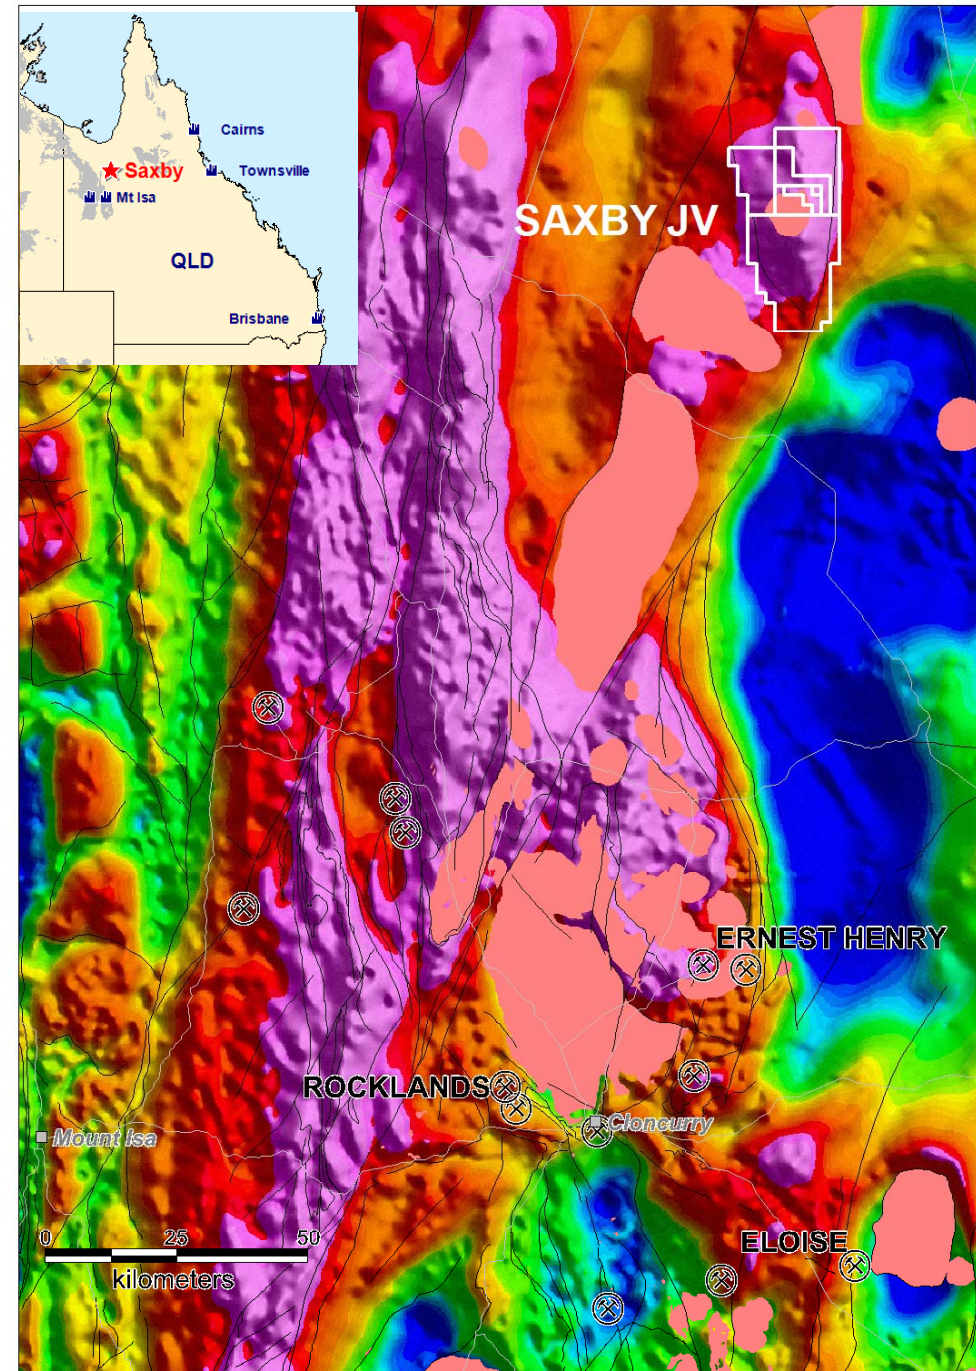 Cairns
Saxby
Townsville
Mt Isa
QLD
Brisbane
SAXBY JV
ERNEST HENRY
ROCKLANDS
Cloncurry
Mount Isa
ELOISE
0 25 50
kilometers